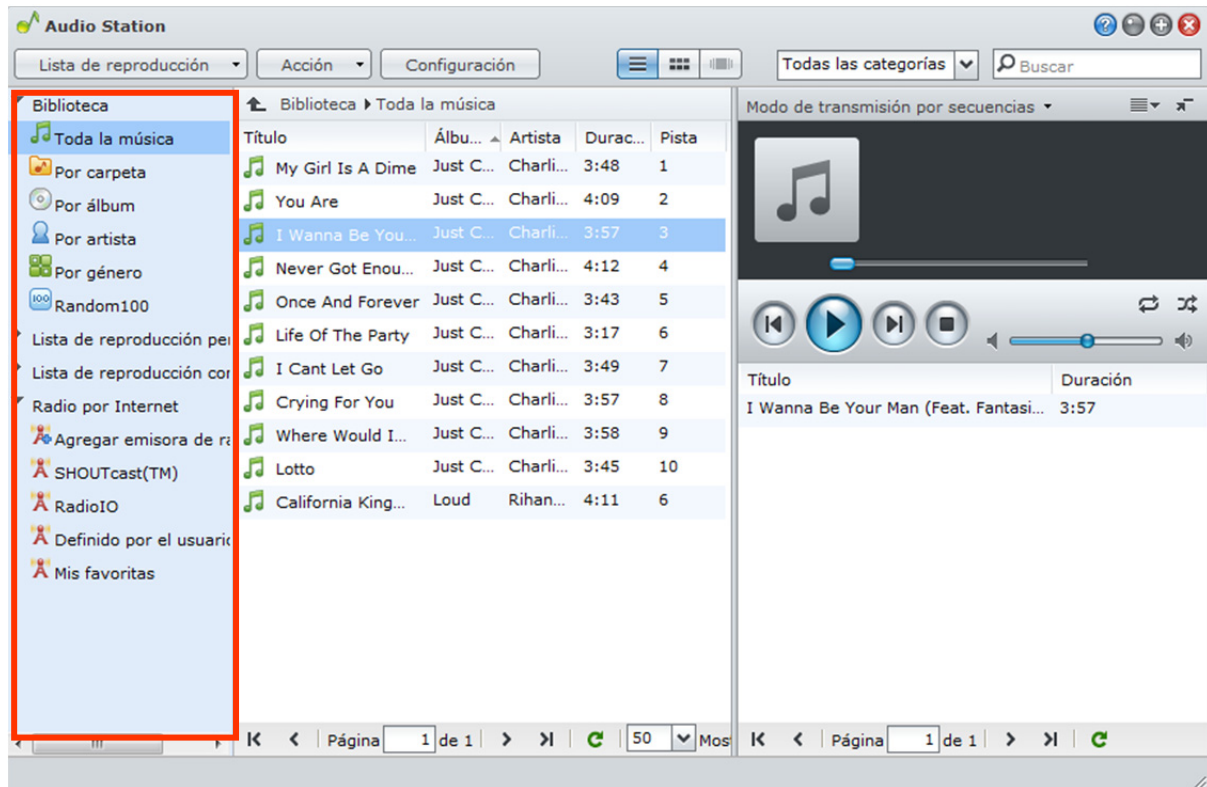 Audio Station
Lista de reproducción Acción Configuración Todas las categorías Buscar
Biblioteca
Toda la música
Por carpeta
Por álbum
Por artista
Por género
100 Random100
Lista de reproducción per
Lista de reproducción cor
Radio por Internet
Agregar emisora de ra
SHOUTcast(TM)
RadioIO
Definido por el usuario
Mis favoritas
Biblioteca Toda la música
Título Álbu... Artista Durac... Pista
My Girl Is A Dime Just C... Charli... 3:48 1
You Are Just C... Charli... 4:09 2
I Wanna Be You... Just C... Charli... 3:57 3
Never Got Enou... Just C... Charli... 4:12 4
Once And Forever Just C... Charli... 3:43 5
Life Of The Party Just C... Charli... 3:17 6
I Cant Let Go Just C... Charli... 3:49 7
Crying For You Just C... Charli... 3:57 8
Where Would I... Just C... Charli... 3:58 9
Lotto Just C... Charli... 3:45 10
California King... Loud Rihan... 4:11 6
Página 1 de 1 50 Most
Modo de transmisión por secuencias
Título Duración
I Wanna Be Your Man (Feat. Fantasi... 3:57
Página 1 de 1